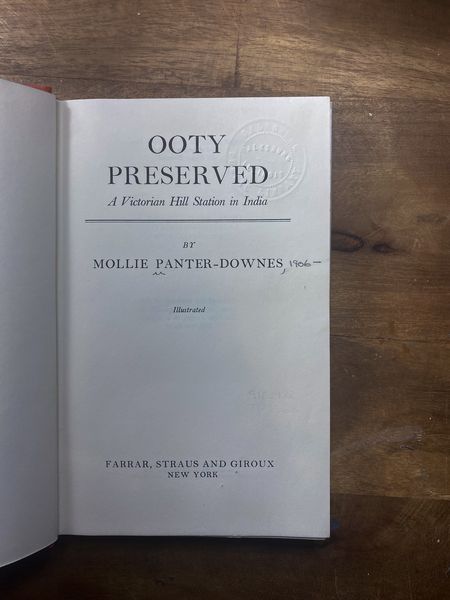 OOTY
PRESERVED
A Victorian Hill Station in India
BY
MOLLIE PANTER-DOWNES, 1906-
Illustrated
FARRAR, STRAUS AND GIROUX
NEW YORK